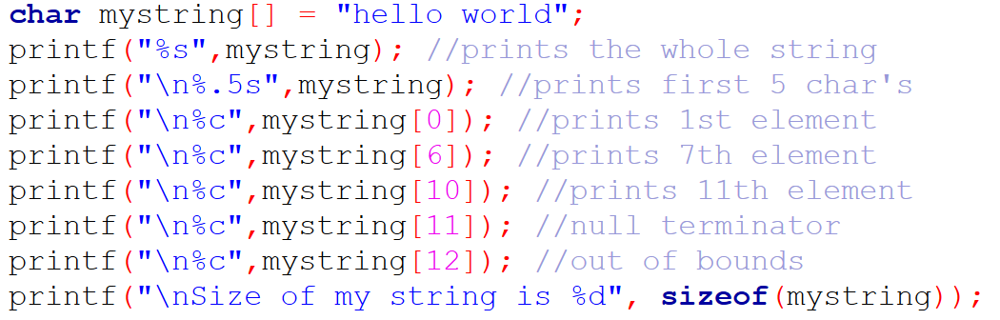 char mystring[] = "hello world";
printf("%s",mystring); //prints the whole string
printf("\n%.5s",mystring); //prints first 5 char's
printf("\n%c",mystring[0]); //prints 1st element
printf("\n%c",mystring[6]); //prints 7th element
printf("\n%c",mystring[10]); //prints 11th element
printf("\n%c",mystring[11]); //null terminator
printf("\n%c",mystring[12]); //out of bounds
printf("\nSize of my string is %d", sizeof(mystring));